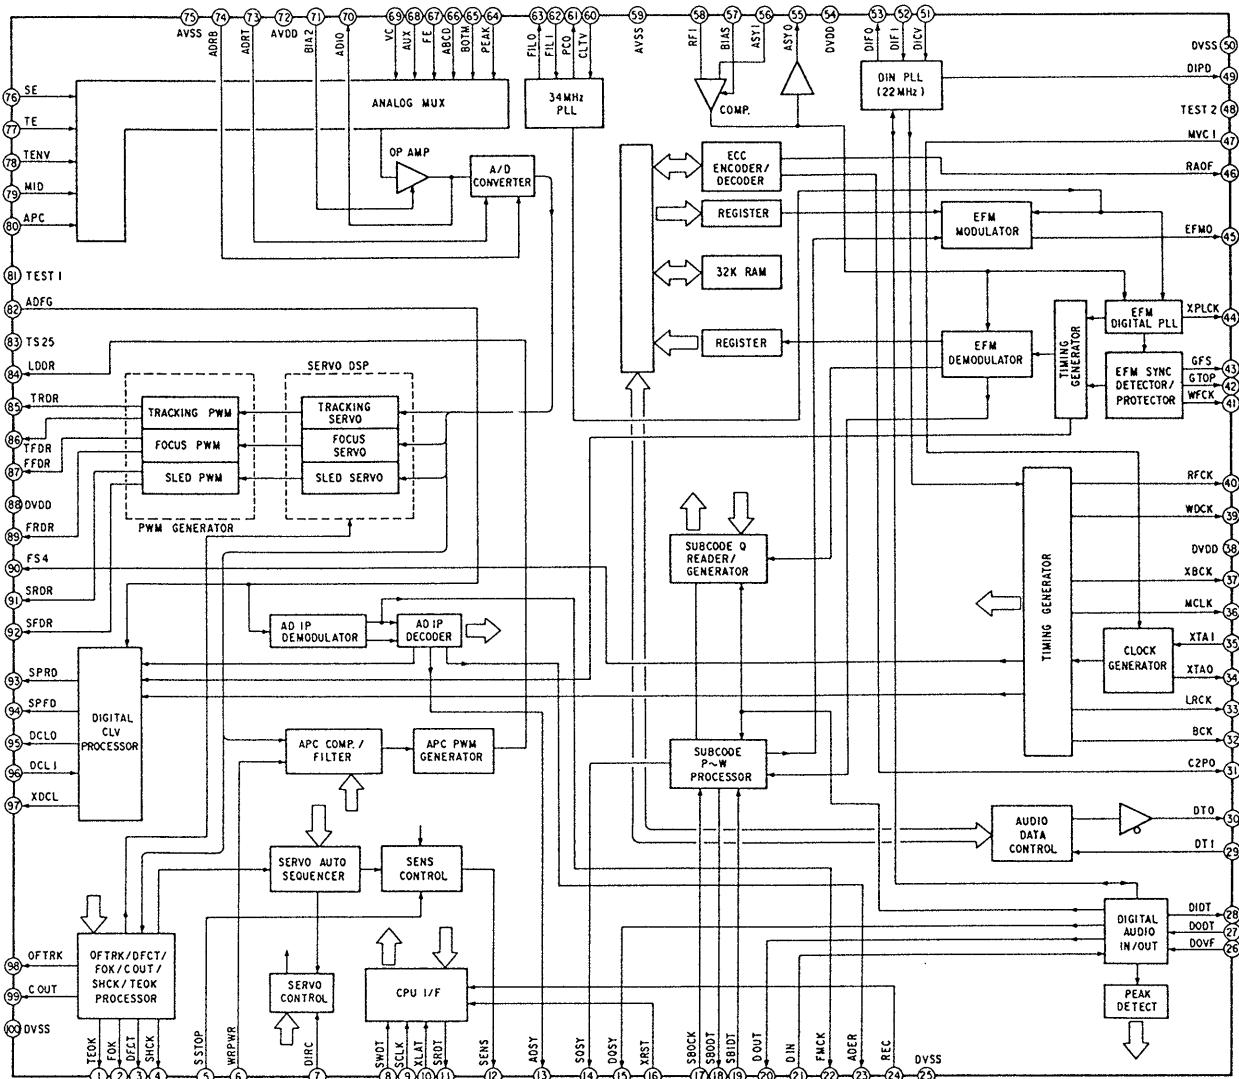 75 74 73 72 71 70 69 68 67 66 65 64 63 62 61 60 59 58 57 56 55 54 53 52 51
AVSS
ADRB
ADRT
AVDD
BIA2
ADIO
VC
AUX
FE
ABCD
BOTM
PEAK
FILO
FILI
PCO
CLTV
AVSS
RFI
BIAS
ASYI
ASYO
DVDD
DIFO
DIFI
DICV
DVSS 50
DIPD 49
TEST 2 48
MVCI 47
RAOF 46
EFMO 45
XPLCK 44
GFS 43
GTOP 42
WFCK 41
RFCK 40
WDCK 39
DVDD 38
XBCK 37
MCLK 36
XTAI 35
XTAO 34
LRCK 33
BCK 32
C2PO 31
DTO 30
DTI 29
DIDT 28
DODT 27
DOVF 26
76 SE
77 TE
78 TENV
79 MID
80 APC
81 TEST 1
82 ADFG
83 TS25
84 LDDR
85 TRDR
86 TFDR
87 FFDR
88 DVDD
89 FRDR
90 FS4
91 SRDR
92 SFDR
93 SPRD
94 SPFD
95 DCLO
96 DCLI
97 XDCL
98 OFTRK
99 COUT
100 DVSS
ANALOG MUX
OP AMP
A/D
CONVERTER
34MHz
PLL
COMP.
DIN PLL
(22MHz)
ECC
ENCODER/
DECODER
REGISTER
32K RAM
REGISTER
EFM
MODULATOR
EFM
DEMODULATOR
TIMING
GENERATOR
EFM
DIGITAL PLL
EFM SYNC
DETECTOR/
PROTECTOR
SERVO DSP
TRACKING PWM
FOCUS PWM
SLED PWM
PWM GENERATOR
TRACKING
SERVO
FOCUS
SERVO
SLED SERVO
SUBCODE Q
READER/
GENERATOR
TIMING GENERATOR
CLOCK
GENERATOR
ADIP
DEMODULATOR
ADIP
DECODER
DIGITAL
CLV
PROCESSOR
APC COMP./
FILTER
APC PWM
GENERATOR
SUBCODE
P~W
PROCESSOR
AUDIO
DATA
CONTROL
SERVO AUTO
SEQUENCER
SENS
CONTROL
OFTRK/DFCT/
FOK/COUT/
SHCK/TEOK
PROCESSOR
SERVO
CONTROL
CPU I/F
DIGITAL
AUDIO
IN/OUT
PEAK
DETECT
TEOK
FOK
DFCT
SHCK
SSTOP
WRPWR
DIRC
SWDT
SCLK
XLAT
SRDT
SENS
ADSY
SQSY
DQSY
XRST
SBOCK
SBODT
SBIDT
DOUT
DIN
FMCK
ADER
REC
DVSS
1 2 3 4 5 6 7 8 9 10 11 12 13 14 15 16 17 18 19 20 21 22 23 24 25